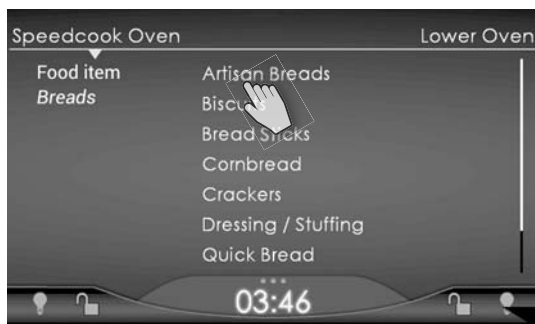 Speedcook Oven Lower Oven
Food item
Breads
Artisan Breads
Biscuits
Bread Sticks
Cornbread
Crackers
Dressing / Stuffing
Quick Bread
03:46